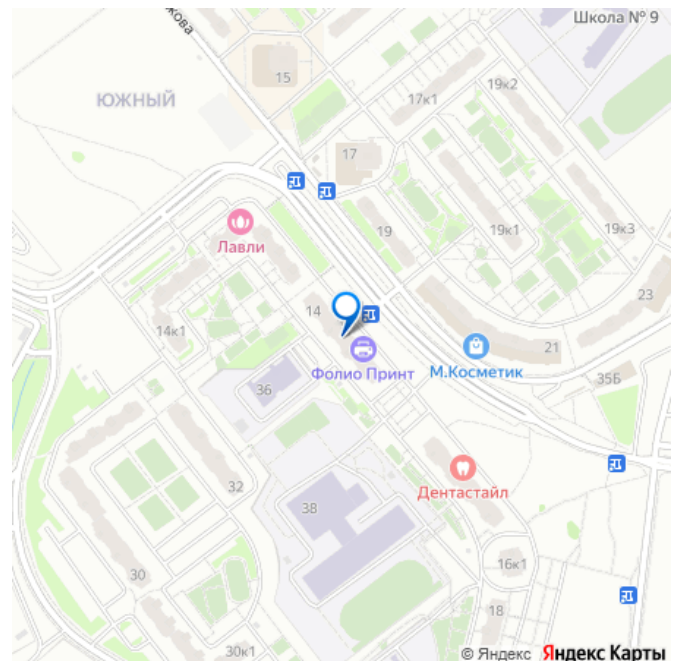 Школа № 9
кова
15
19к2
ЮЖНЫЙ
17к1
17
Лавли
19
19к1
19к3
14
23
14к1
21
Фолио Принт
М.Косметик
36
35Б
32
Дентастайл
38
30
16к1
18
30к1
© Яндекс Яндекс Карты